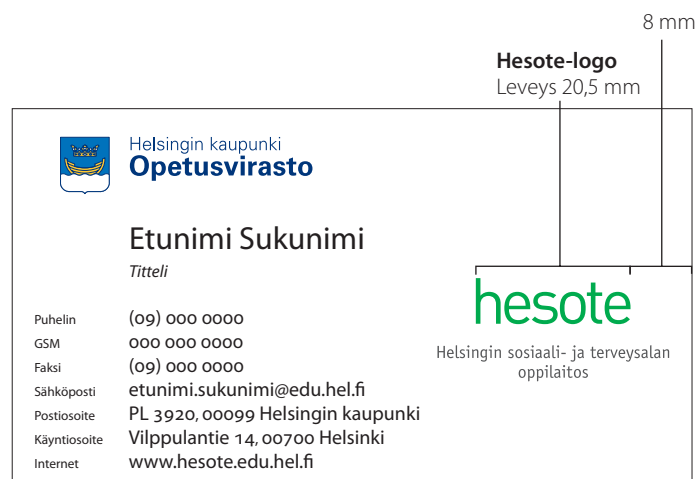 8 mm
Hesote-logo
Leveys 20,5 mm
Helsingin kaupunki
Opetusvirasto
Etunimi Sukunimi
Titteli
Puhelin (09) 000 0000
GSM 000 000 0000
Faksi (09) 000 0000
Sähköposti etunimi.sukunimi@edu.hel.fi
Postiosoite PL 3920, 00099 Helsingin kaupunki
Käyntiosoite Vilppulantie 14, 00700 Helsinki
Internet www.hesote.edu.hel.fi
hesote
Helsingin sosiaali- ja terveysalan
oppilaitos